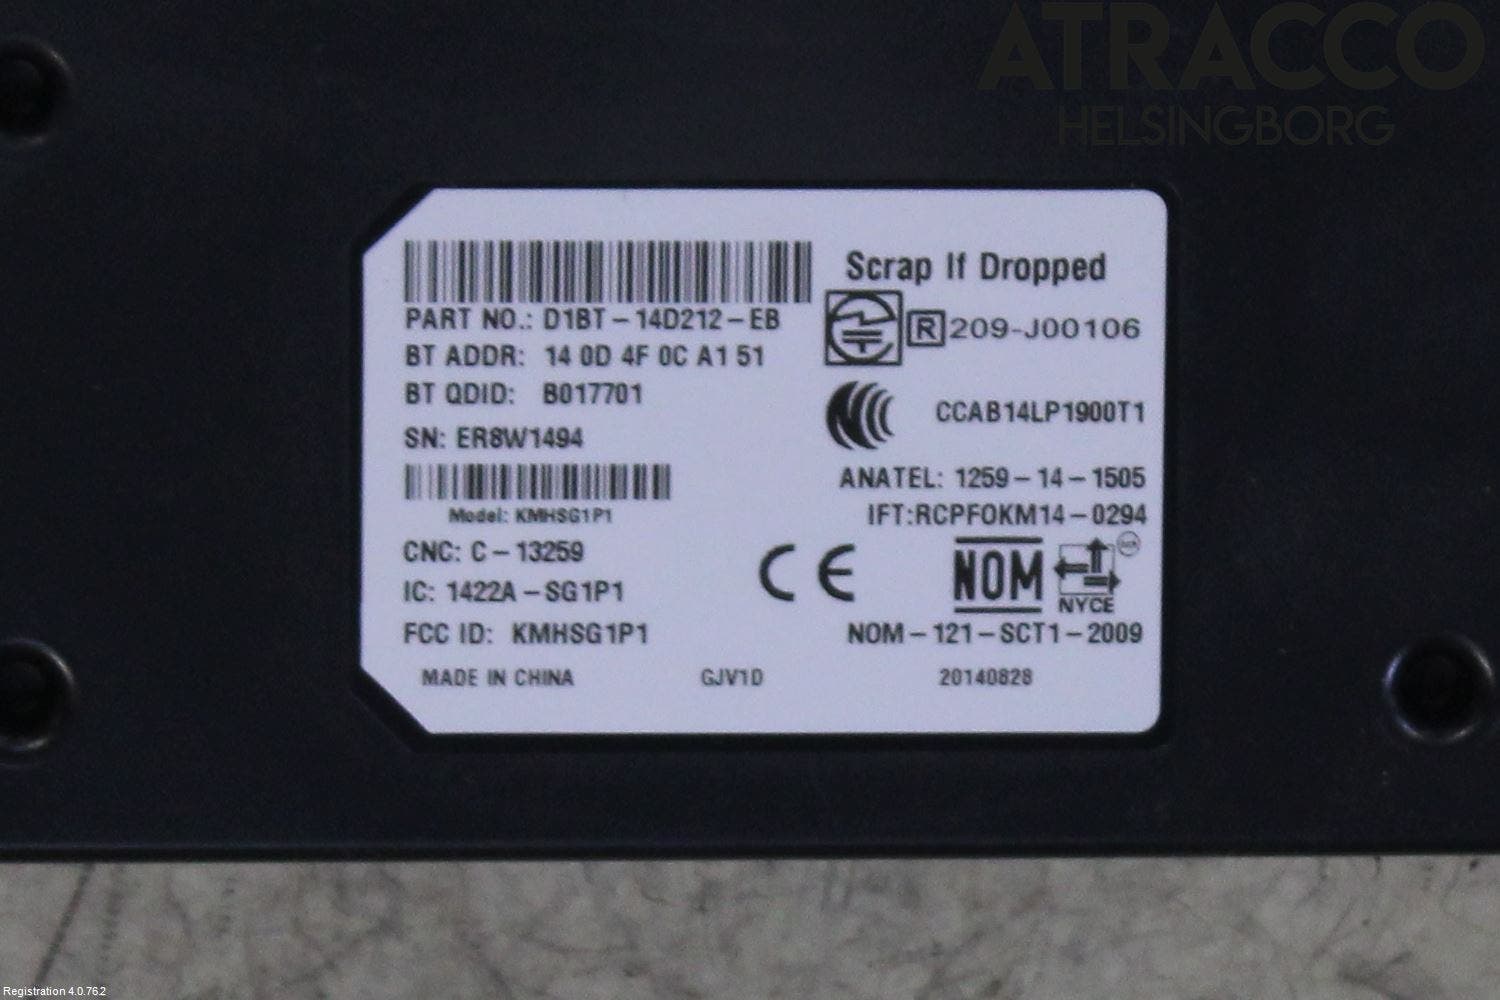 ATRACCO
HELSINGBORG
Scrap If Dropped
PART NO.: D1BT-14D212-EB
R 209-J00106
BT ADDR: 14 0D 4F 0C A1 51
BT QDID: B017701
CCAB14LP1900T1
SN: ER8W1494
ANATEL: 1259-14-1505
Model: KMHSG1P1
IFT:RCPFOKM14-0294
CNC: C-13259
IC: 1422A-SG1P1
CE
NOM
NYCE
FCC ID: KMHSG1P1
NOM-121-SCT1-2009
MADE IN CHINA
GJV1D
20140828
Registration 4.0.76.2